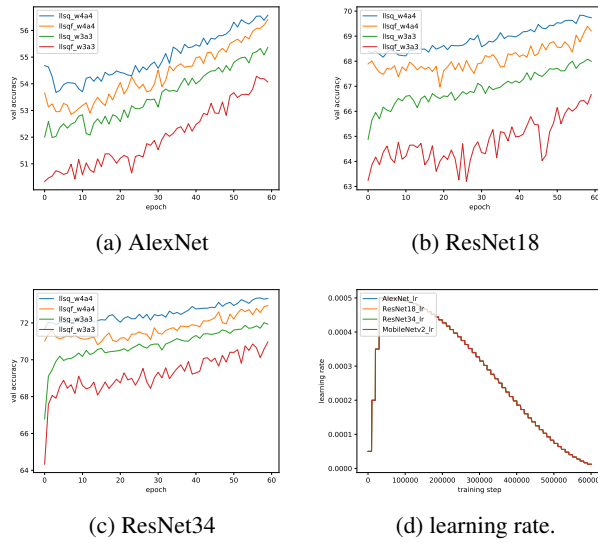 llsq_w4a4
llsqf_w4a4
llsq_w3a3
llsqf_w3a3
56
55
54
53
52
51
val accuracy
0 10 20 30 40 50 60
epoch
(a) AlexNet
llsq_w4a4
llsqf_w4a4
llsq_w3a3
llsqf_w3a3
70
69
68
67
66
65
64
63
val accuracy
0 10 20 30 40 50 60
epoch
(b) ResNet18
llsq_w4a4
llsqf_w4a4
llsq_w3a3
llsqf_w3a3
72
70
68
66
64
val accuracy
0 10 20 30 40 50 60
epoch
(c) ResNet34
AlexNet_lr
ResNet18_lr
ResNet34_lr
MobileNetv2_lr
0.0005
0.0004
0.0003
0.0002
0.0001
0.0000
learning rate
0 100000 200000 300000 400000 500000 60000
training step
(d) learning rate.